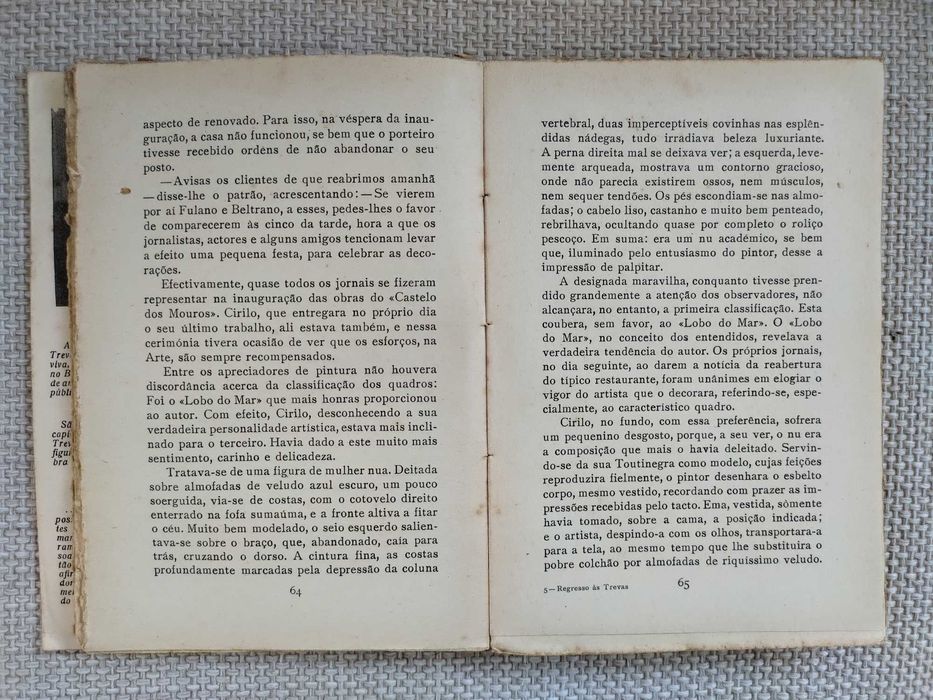 aspecto de renovado. Para isso, na véspera da inau-
guração, a casa não funcionou, se bem que o porteiro
tivesse recebido ordens de não abandonar o seu
posto.
—Avisas os clientes de que reabrimos amanhã
—disse-lhe o patrão, acrescentando:—Se vierem
por aí Fulano e Beltrano, a esses, pedes-lhes o favor
de comparecerem às cinco da tarde, hora a que os
jornalistas, actores e alguns amigos tencionam levar
a efeito uma pequena festa, para celebrar as deco-
rações.
Efectivamente, quase todos os jornais se fizeram
representar na inauguração das obras do «Castelo
dos Mouros». Cirilo, que entregara no próprio dia
o seu último trabalho, ali estava também, e nessa
cerimónia tivera ocasião de ver que os esforços, na
Arte, são sempre recompensados.
Entre os apreciadores de pintura não houvera
discordância acerca da classificação dos quadros:
Foi o «Lobo do Mar» que mais honras proporcionou
ao autor. Com efeito, Cirilo, desconhecendo a sua
verdadeira personalidade artística, estava mais incli-
nado para o terceiro. Havia dado a este muito mais
sentimento, carinho e delicadeza.
Tratava-se de uma figura de mulher nua. Deitada
sobre almofadas de veludo azul escuro, um pouco
soerguida, via-se de costas, com o cotovelo direito
enterrado na fofa sumaúma, e a fronte altiva a fitar
o céu. Muito bem modelado, o seio esquerdo salien-
tava-se sobre o braço, que, abandonado, caía para
trás, cruzando o dorso. A cintura fina, as costas
profundamente marcadas pela depressão da coluna
64
vertebral, duas imperceptíveis covinhas nas esplên-
didas nádegas, tudo irradiava beleza luxuriante.
A perna direita mal se deixava ver; a esquerda, leve-
mente arqueada, mostrava um contorno gracioso,
onde não parecia existirem ossos, nem músculos,
nem sequer tendões. Os pés escondiam-se nas almo-
fadas; o cabelo liso, castanho e muito bem penteado,
rebrilhava, ocultando quase por completo o roliço
pescoço. Em suma: era um nu académico, se bem
que, iluminado pelo entusiasmo do pintor, desse a
impressão de palpitar.
A designada maravilha, conquanto tivesse pren-
dido grandemente a atenção dos observadores, não
alcançara, no entanto, a primeira classificação. Esta
coubera, sem favor, ao «Lobo do Mar». O «Lobo
do Mar», no conceito dos entendidos, revelava a
verdadeira tendência do autor. Os próprios jornais,
no dia seguinte, ao darem a notícia da reabertura
do típico restaurante, foram unânimes em elogiar o
vigor do artista que o decorara, referindo-se, espe-
cialmente, ao característico quadro.
Cirilo, no fundo, com essa preferência, sofrera
um pequenino desgosto, porque, a seu ver, o nu era
a composição que mais o havia deleitado. Servin-
do-se da sua Toutinegra como modelo, cujas feições
reproduzira fielmente, o pintor desenhara o esbelto
corpo, mesmo vestido, recordando com prazer as im-
pressões recebidas pelo tacto. Ema, vestida, sòmente
havia tomado, sobre a cama, a posição indicada;
e o artista, despindo-a com os olhos, transportara-a
para a tela, ao mesmo tempo que lhe substituíra o
pobre colchão por almofadas de riquíssimo veludo.
5—Regresso às Trevas
65